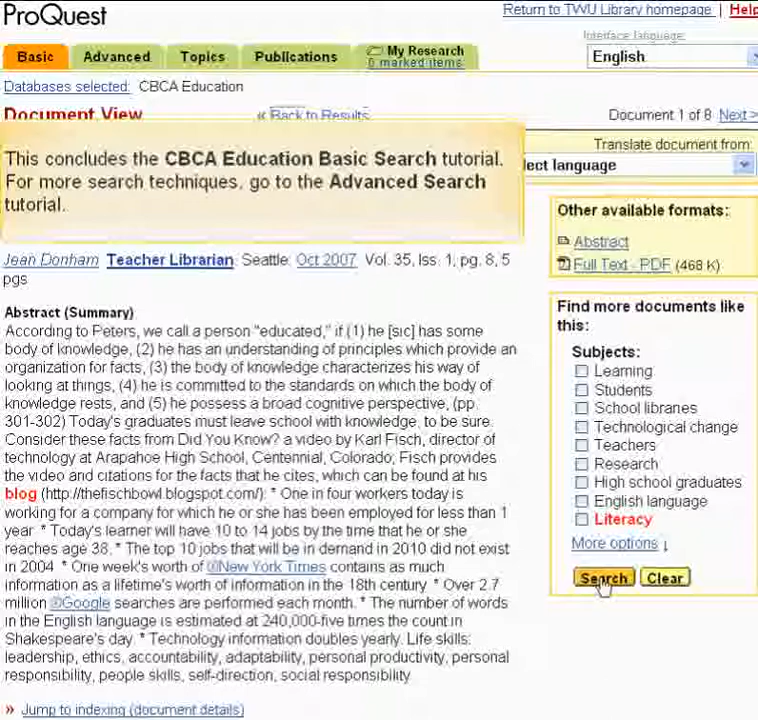 ProQuest
Return to TWU Library homepage | Help
Interface language:
English
Basic Advanced Topics Publications My Research
0 marked items
Databases selected: CBCA Education
Document View « Back to Results Document 1 of 8 Next >
Translate document from:
lect language
This concludes the CBCA Education Basic Search tutorial.
For more search techniques, go to the Advanced Search
tutorial.
Other available formats:
Abstract
Full Text - PDF (468 K)
Jean Donham. Teacher Librarian. Seattle: Oct 2007. Vol. 35, Iss. 1; pg. 8, 5
pgs
Find more documents like
this:
Subjects:
Learning
Students
School libraries
Technological change
Teachers
Research
High school graduates
English language
Literacy
More options ↓
Search Clear
Abstract (Summary)
According to Peters, we call a person "educated," if (1) he [sic] has some
body of knowledge, (2) he has an understanding of principles which provide an
organization for facts, (3) the body of knowledge characterizes his way of
looking at things, (4) he is committed to the standards on which the body of
knowledge rests, and (5) he possess a broad cognitive perspective, (pp.
301-302) Today's graduates must leave school with knowledge, to be sure.
Consider these facts from Did You Know? a video by Karl Fisch, director of
technology at Arapahoe High School, Centennial, Colorado; Fisch provides
the video and citations for the facts that he cites, which can be found at his
blog (http://thefischbowl.blogspot.com/): * One in four workers today is
working for a company for which he or she has been employed for less than 1
year. * Today's learner will have 10 to 14 jobs by the time that he or she
reaches age 38. * The top 10 jobs that will be in demand in 2010 did not exist
in 2004. * One week's worth of @New York Times contains as much
information as a lifetime's worth of information in the 18th century. * Over 2.7
million @Google searches are performed each month. * The number of words
in the English language is estimated at 240,000-five times the count in
Shakespeare's day. * Technology information doubles yearly. Life skills:
leadership, ethics, accountability, adaptability, personal productivity, personal
responsibility, people skills, self-direction, social responsibility
» Jump to indexing (document details)